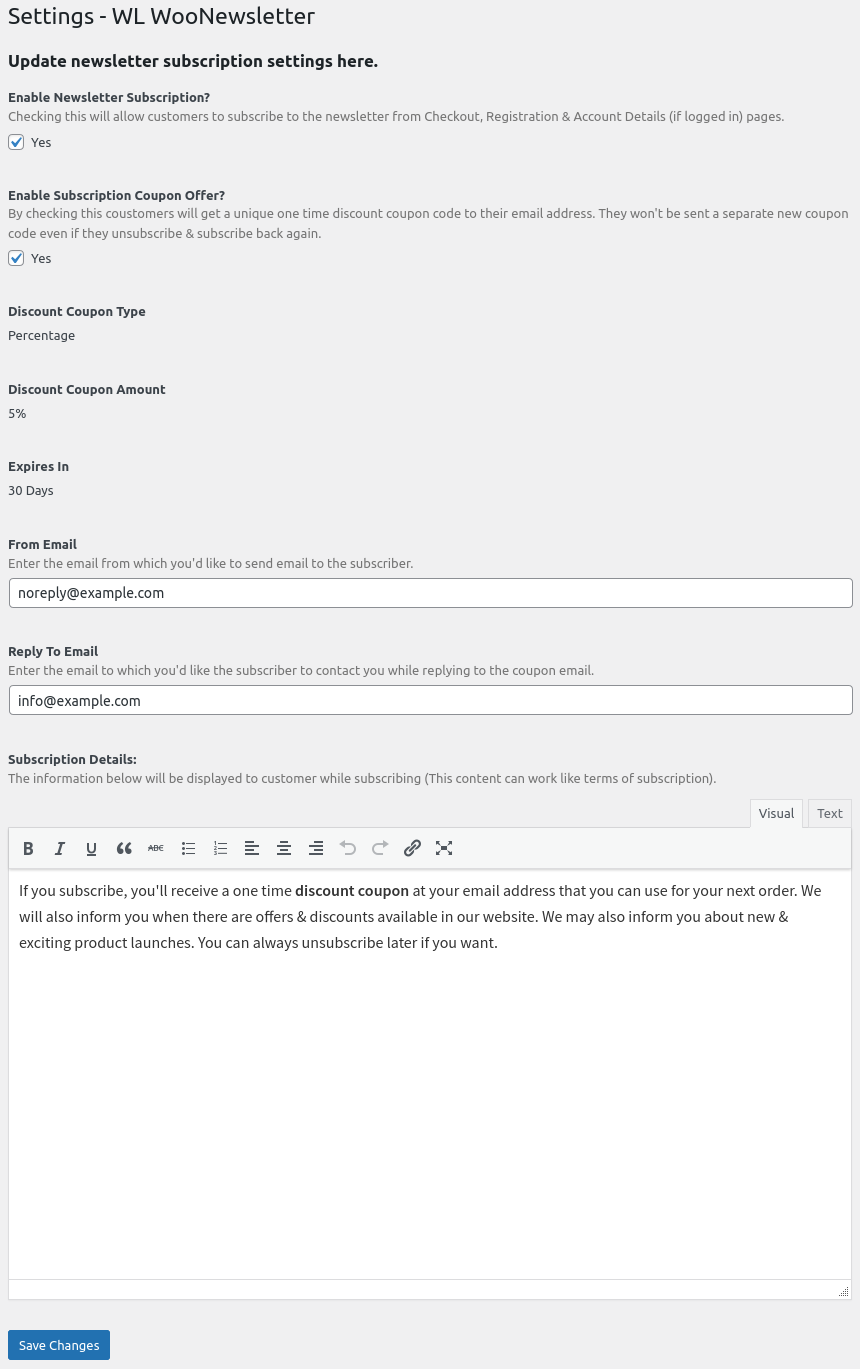 Settings - WL WooNewsletter
Update newsletter subscription settings here.
Enable Newsletter Subscription?
Checking this will allow customers to subscribe to the newsletter from Checkout, Registration & Account Details (if logged in) pages.
Yes
Enable Subscription Coupon Offer?
By checking this coustomers will get a unique one time discount coupon code to their email address. They won't be sent a separate new coupon
code even if they unsubscribe & subscribe back again.
Yes
Discount Coupon Type
Percentage
Discount Coupon Amount
5%
Expires In
30 Days
From Email
Enter the email from which you'd like to send email to the subscriber.
noreply@example.com
Reply To Email
Enter the email to which you'd like the subscriber to contact you while replying to the coupon email.
info@example.com
Subscription Details:
The information below will be displayed to customer while subscribing (This content can work like terms of subscription).
Visual Text
B I U ABC
If you subscribe, you'll receive a one time discount coupon at your email address that you can use for your next order. We
will also inform you when there are offers & discounts available in our website. We may also inform you about new &
exciting product launches. You can always unsubscribe later if you want.
Save Changes